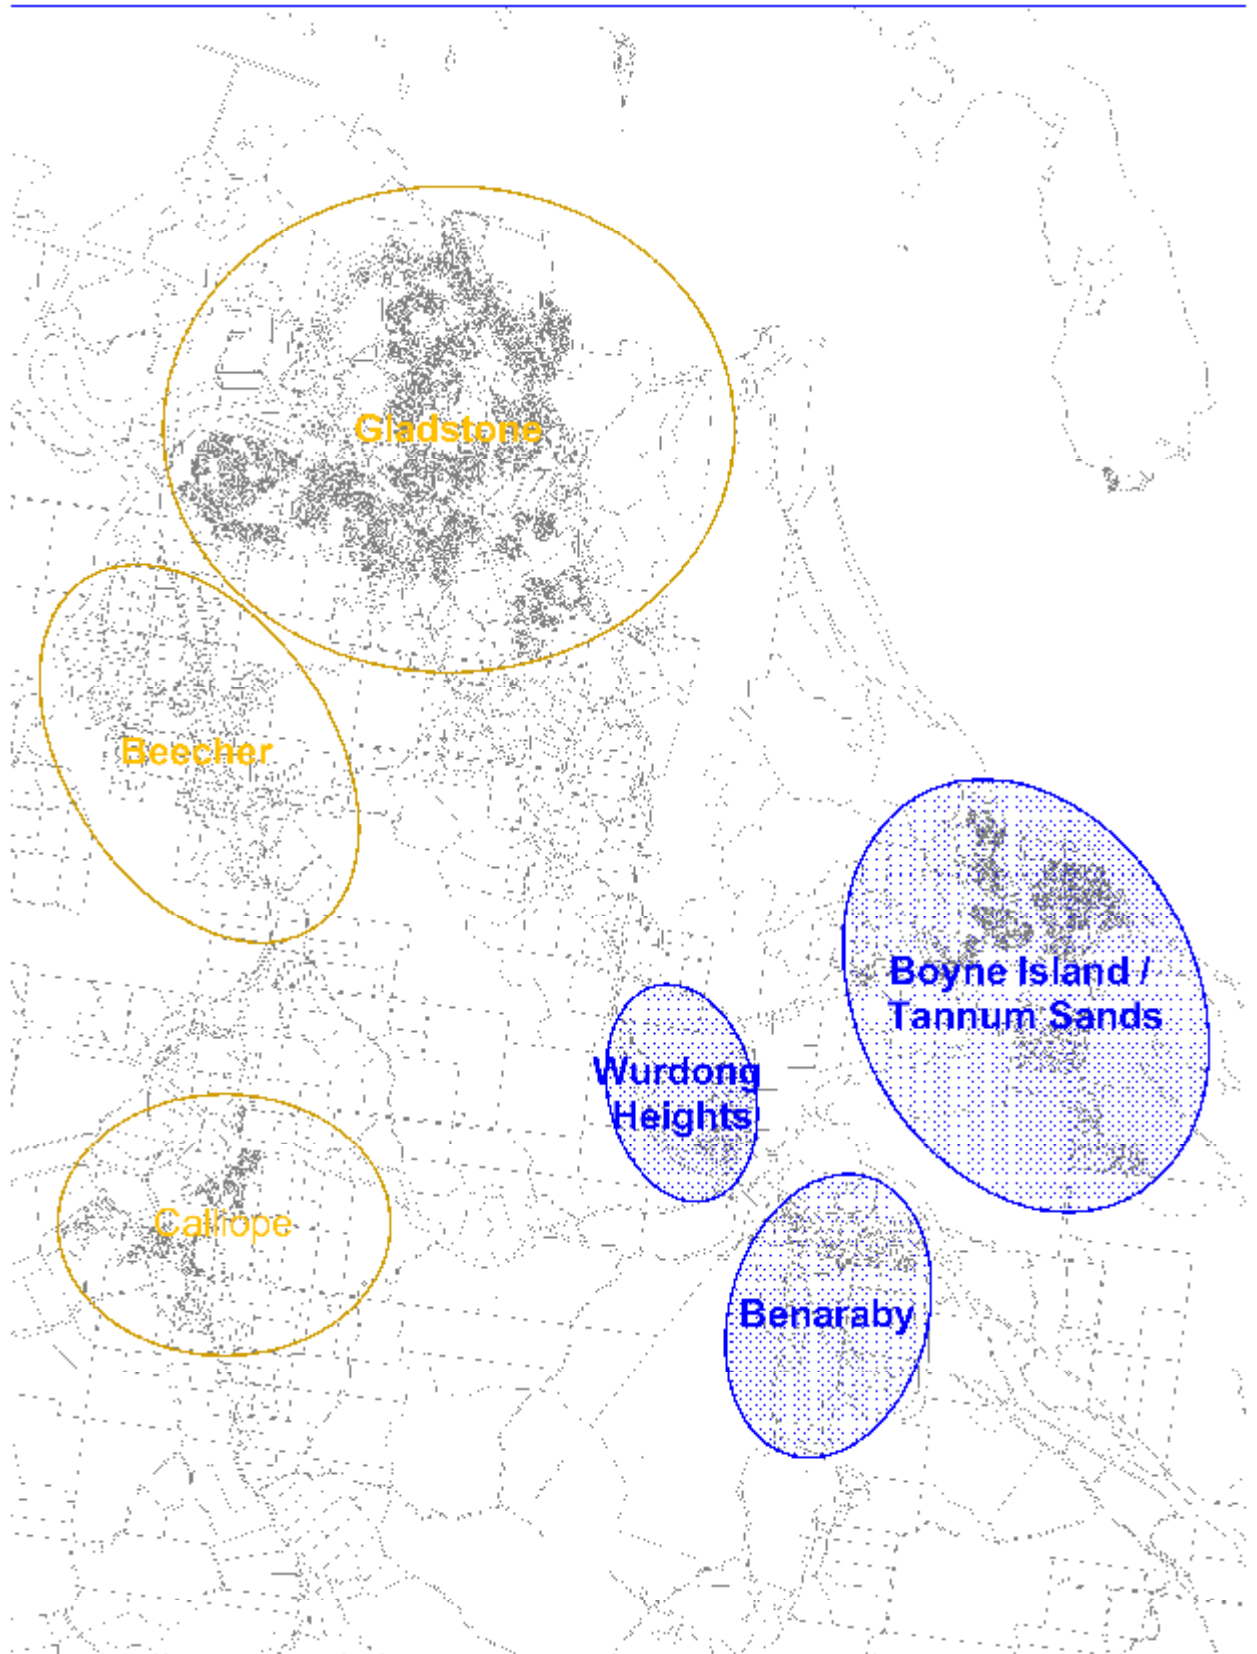 Gladstone
Beecher
Boyne Island /
Tannum Sands
Wurdong
Heights
Calliope
Benaraby